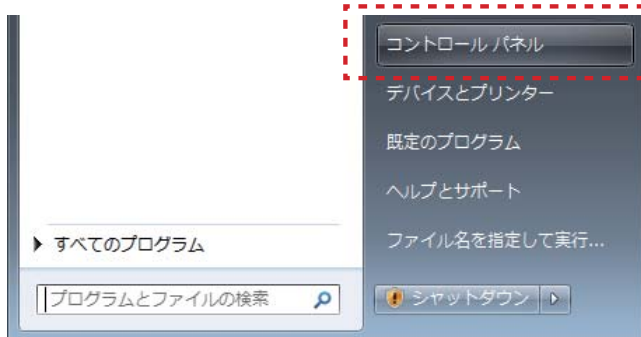 コントロール パネル
デバイスとプリンター
既定のプログラム
ヘルプとサポート
ファイル名を指定して実行...
すべてのプログラム
プログラムとファイルの検索
シャットダウン